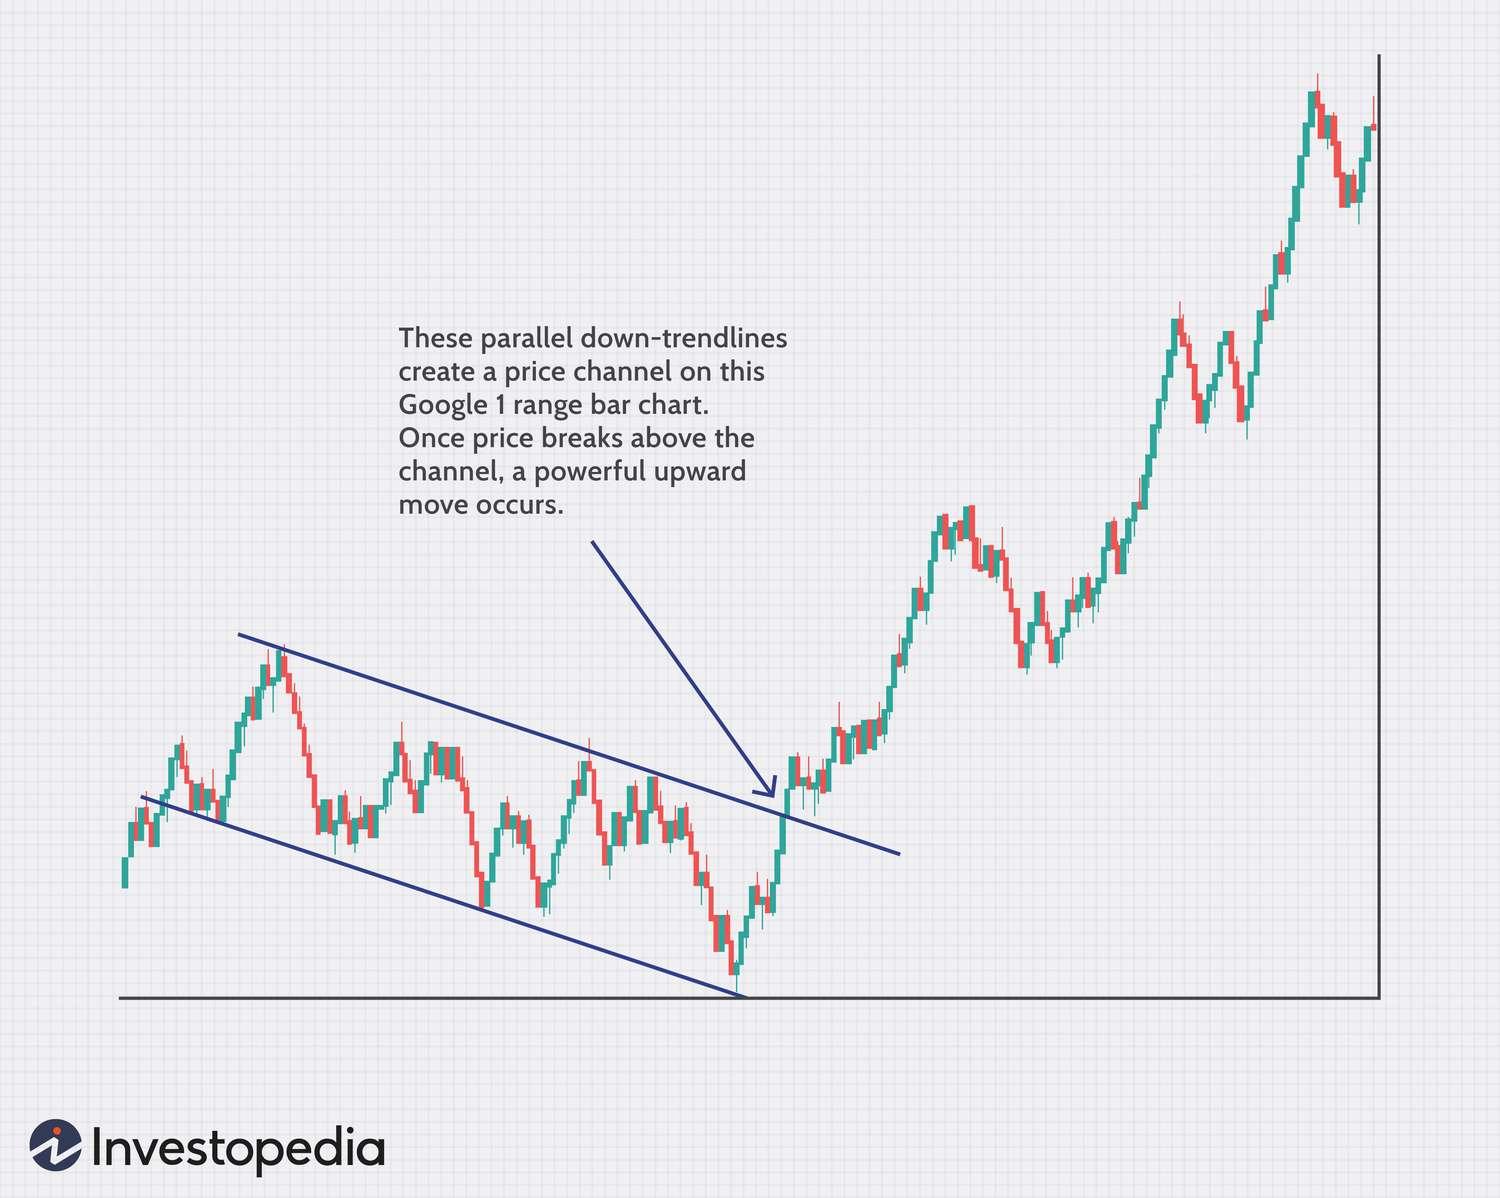 These parallel down-trendlines
create a price channel on this
Google 1 range bar chart.
Once price breaks above the
channel, a powerful upward
move occurs.
Investopedia